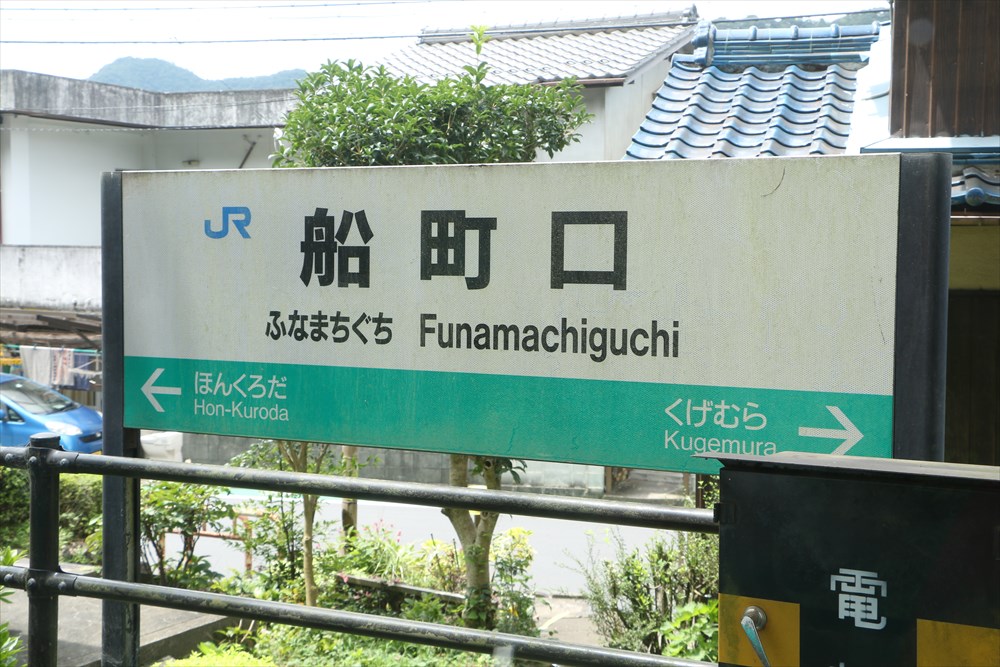 JR 船町口
ふなまちぐち Funamachiguchi
ほんくろだ
Hon-Kuroda
くげむら
Kugemura
電